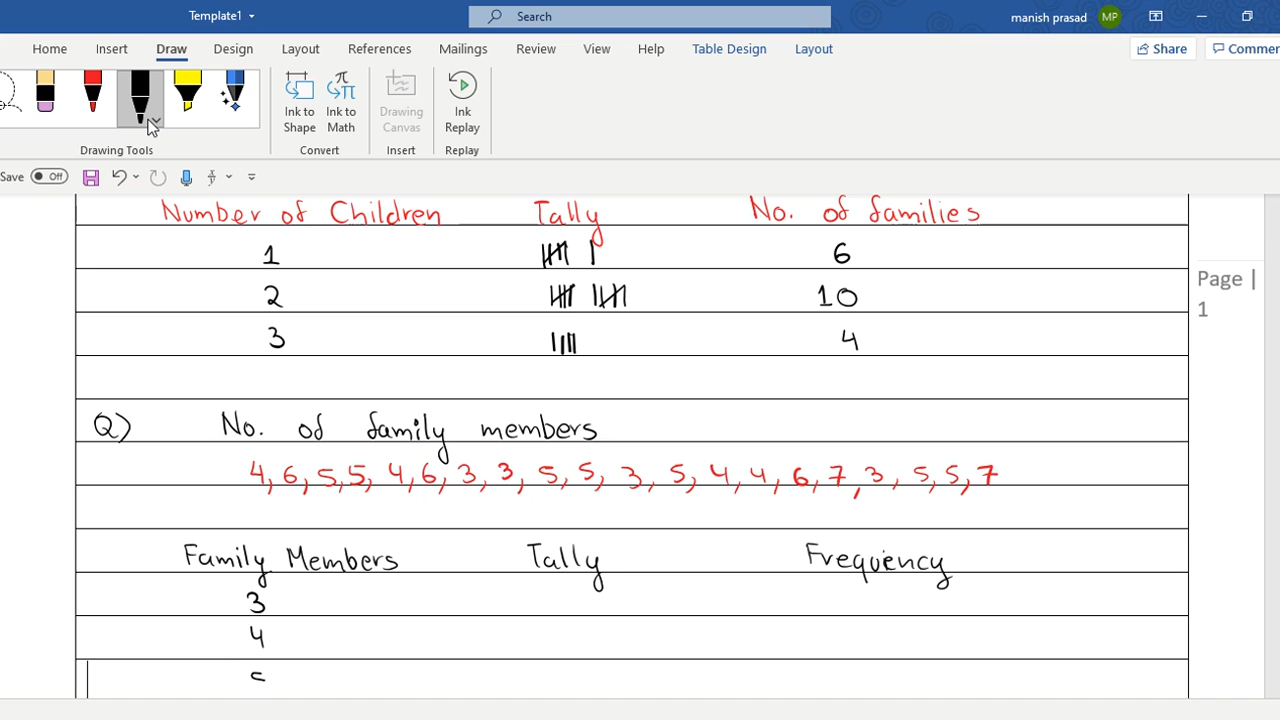 Template1
Search
manish prasad
MP
Home Insert Draw Design Layout References Mailings Review View Help Table Design Layout
Share
Comme
Ink to Shape
Ink to Math
Drawing Canvas
Ink Replay
Drawing Tools
Convert
Insert
Replay
Save Off
Number of Children Tally No. of families
1 𝍸 | 6
2 𝍸 𝍸 10
3 |||| 4
Page | 1
Q) No. of family members
4, 6, 5, 5, 4, 6, 3, 3, 5, 5, 3, 5, 4, 4, 6, 7, 3, 5, 5, 7
Family Members Tally Frequency
3
4